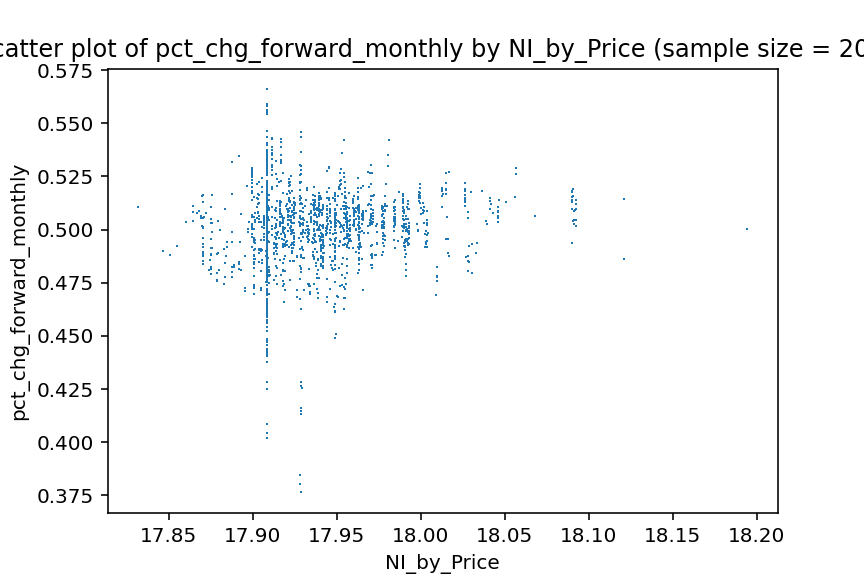 catter plot of pct_chg_forward_monthly by NI_by_Price (sample size = 20
0.575
0.550
0.525
0.500
0.475
0.450
0.425
0.400
0.375
pct_chg_forward_monthly
17.85 17.90 17.95 18.00 18.05 18.10 18.15 18.20
NI_by_Price